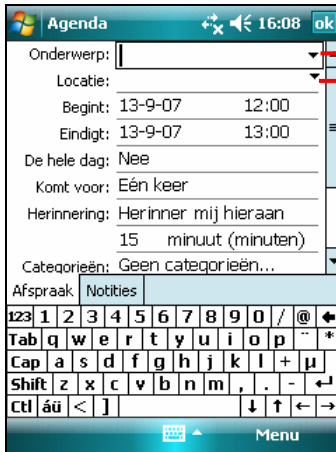 Agenda 16:08 ok
Onderwerp:
Locatie:
Begint: 13-9-07 12:00
Eindigt: 13-9-07 13:00
De hele dag: Nee
Komt voor: Eén keer
Herinnering: Herinner mij hieraan
15 minuut (minuten)
Categorieën: Geen categorieën...
Afspraak Notities
123 1 2 3 4 5 6 7 8 9 0 / @
Tab q w e r t y u i o p ¨ *
Cap a s d f g h j k l + µ
Shift z x c v b n m , . -
Ctl áü < ] ↓ ↑ ← →
Menu